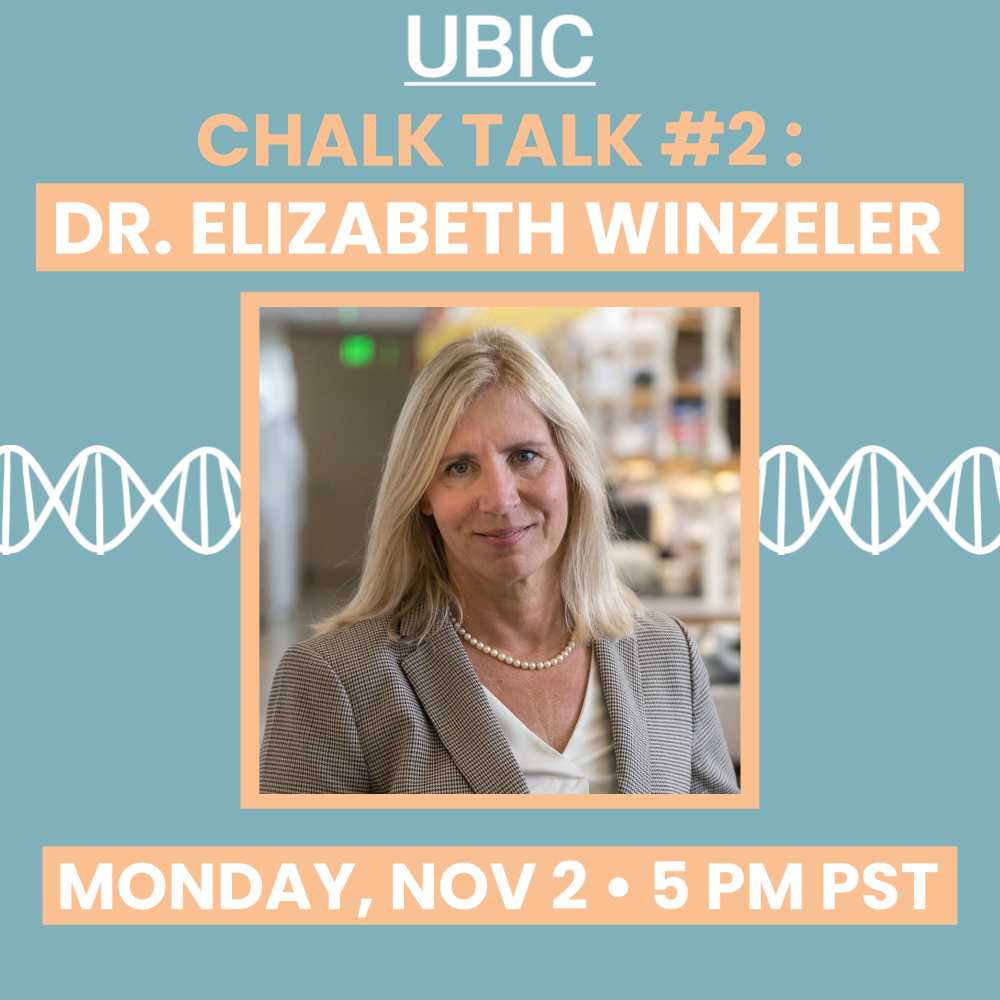 UBIC
CHALK TALK #2 :
DR. ELIZABETH WINZELER
MONDAY, NOV 2 • 5 PM PST